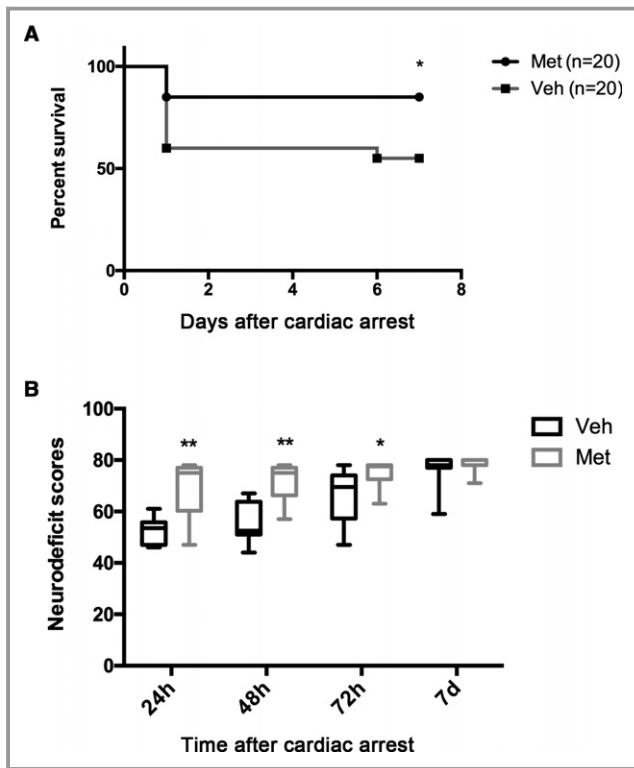 A
100
50
0
Percent survival
0
2
4
6
8
Days after cardiac arrest
*
Met (n=20)
Veh (n=20)
B
100
80
60
40
20
0
Neurodeficit scores
**
**
*
24h
48h
72h
7d
Time after cardiac arrest
Veh
Met